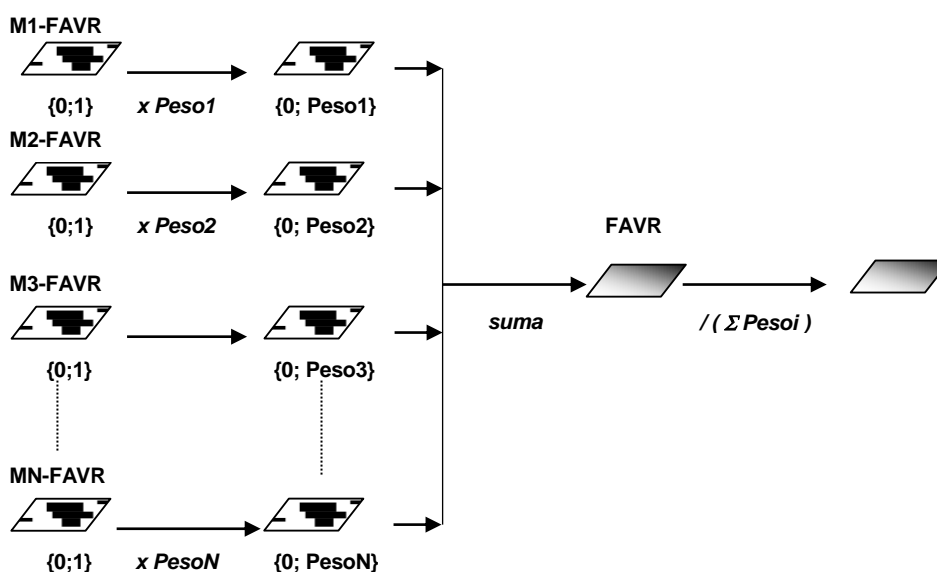 M1-FAVR
{0;1} x Peso1 {0; Peso1}
M2-FAVR
{0;1} x Peso2 {0; Peso2}
FAVR
M3-FAVR
suma / ( Σ Pesoi )
{0;1} {0; Peso3}
MN-FAVR
{0;1} x PesoN {0; PesoN}